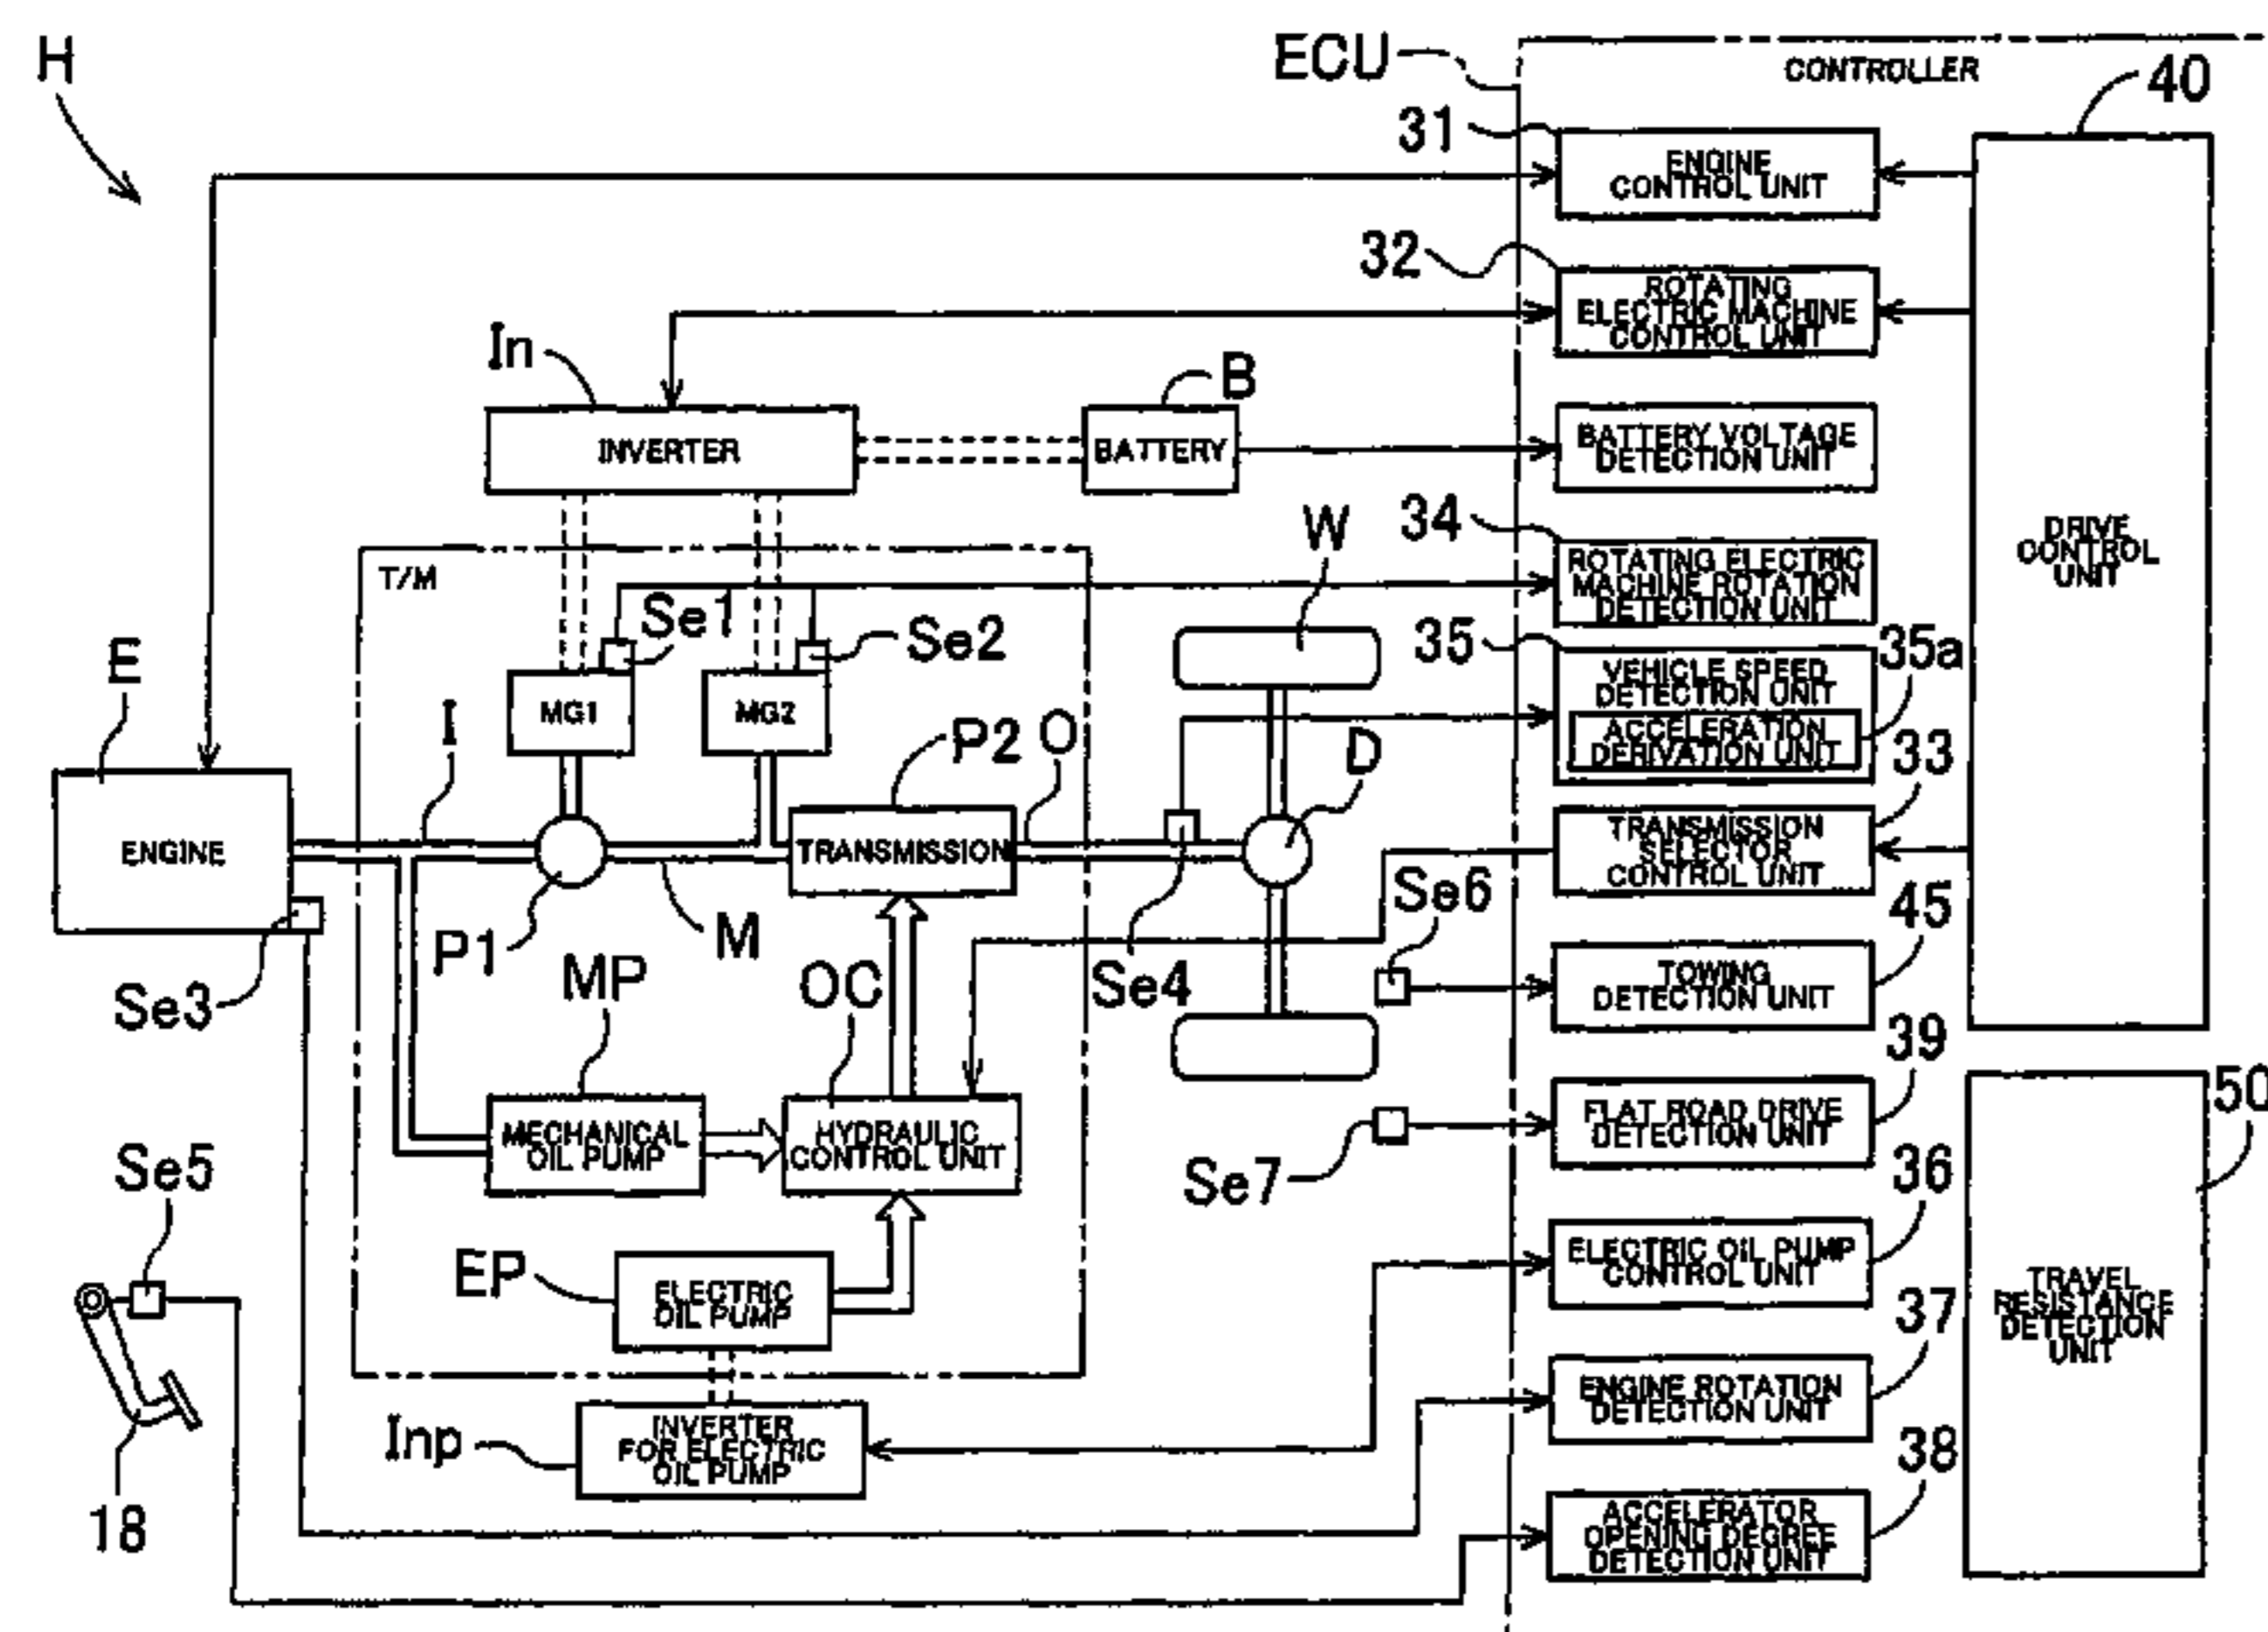 H
ECU
CONTROLLER
40
31
ENGINE
CONTROL UNIT
32
ROTATING
ELECTRIC MACHINE
CONTROL UNIT
In
B
INVERTER
BATTERY
BATTERY VOLTAGE
DETECTION UNIT
DRIVE
CONTROL
UNIT
W
34
T/M
ROTATING ELECTRIC
MACHINE ROTATION
DETECTION UNIT
Se1
Se2
35
35a
VEHICLE SPEED
DETECTION UNIT
ACCELERATION
DERIVATION UNIT
E
I
MG1
MG2
P2
O
D
33
ENGINE
TRANSMISSION
TRANSMISSION
SELECTOR
CONTROL UNIT
P1
M
Se6
45
Se3
MP
OC
Se4
TOWING
DETECTION UNIT
39
50
MECHANICAL
OIL PUMP
HYDRAULIC
CONTROL UNIT
FLAT ROAD DRIVE
DETECTION UNIT
Se5
Se7
36
EP
ELECTRIC
OIL PUMP
ELECTRIC OIL PUMP
CONTROL UNIT
TRAVEL
RESISTANCE
DETECTION
UNIT
37
ENGINE ROTATION
DETECTION UNIT
Inp
INVERTER
FOR ELECTRIC
OIL PUMP
38
18
ACCELERATOR
OPENING DEGREE
DETECTION UNIT